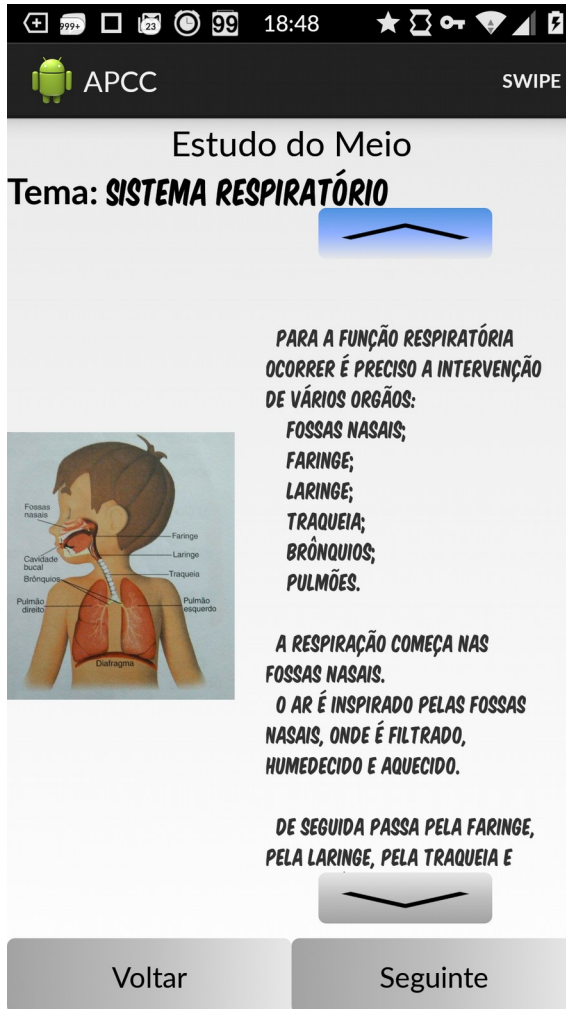 999+
23
99
18:48
APCC
SWIPE
Estudo do Meio
Tema: SISTEMA RESPIRATÓRIO
PARA A FUNÇÃO RESPIRATÓRIA
OCORRER É PRECISO A INTERVENÇÃO
DE VÁRIOS ORGÃOS:
FOSSAS NASAIS;
FARINGE;
LARINGE;
TRAQUEIA;
BRÔNQUIOS;
PULMÕES.
A RESPIRAÇÃO COMEÇA NAS
FOSSAS NASAIS.
O AR É INSPIRADO PELAS FOSSAS
NASAIS, ONDE É FILTRADO,
HUMEDECIDO E AQUECIDO.
DE SEGUIDA PASSA PELA FARINGE,
PELA LARINGE, PELA TRAQUEIA E
Fossas
nasais
Cavidade
bucal
Brônquios
Pulmão
direito
Faringe
Laringe
Traqueia
Pulmão
esquerdo
Diafragma
Voltar
Seguinte